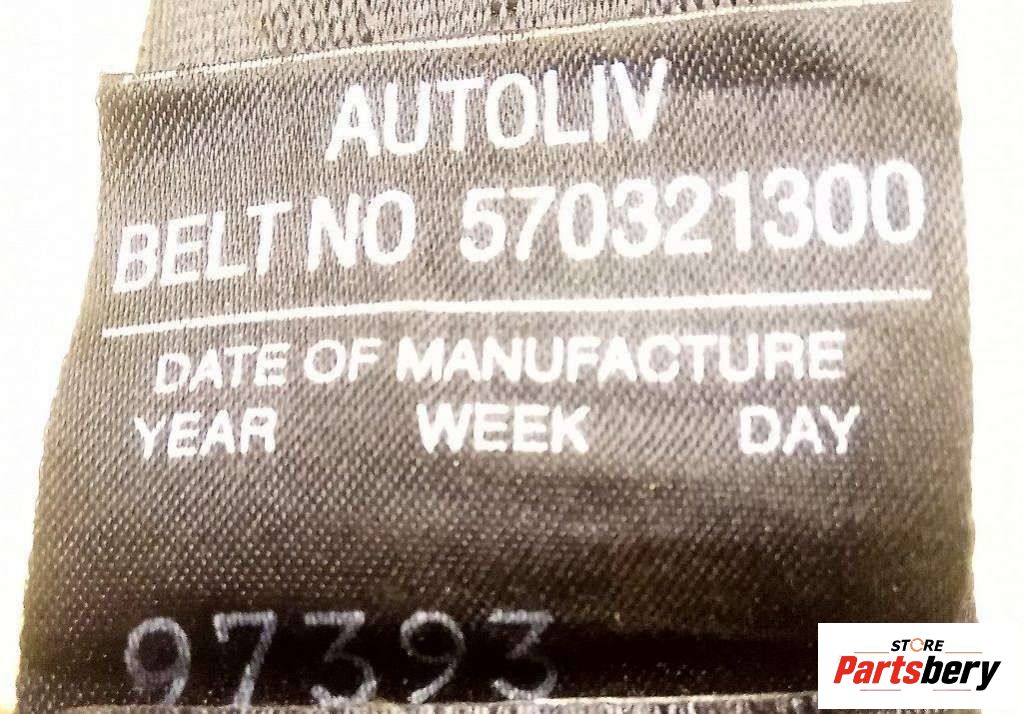 AUTOLIV
BELT NO 570321300
DATE OF MANUFACTURE
YEAR WEEK DAY
97393
STORE
Partsbery